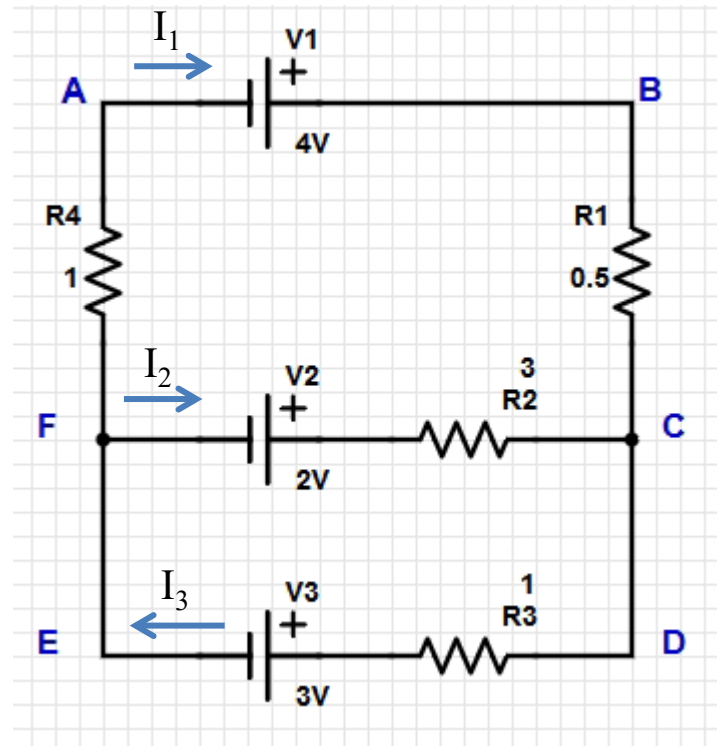 I₁
V1
+
A
B
4V
R4
R1
1
0.5
I₂
V2
+
3
R2
F
C
2V
I₃
V3
+
1
R3
E
D
3V